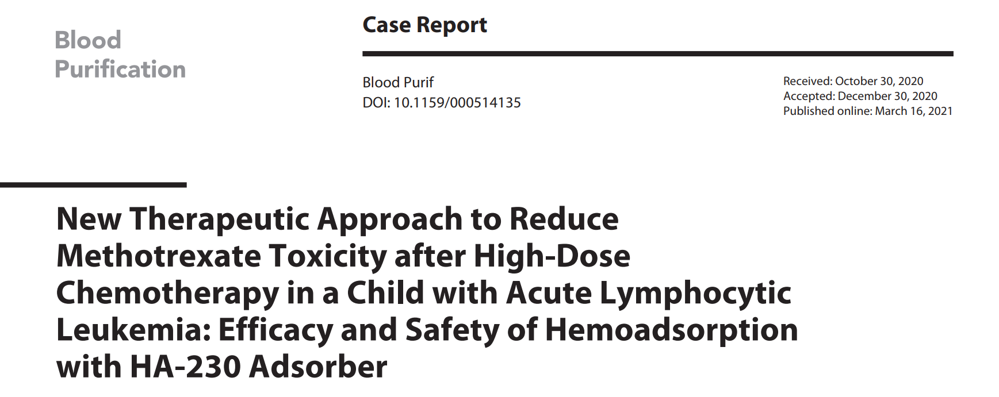 Blood
Purification
Case Report
Blood Purif
DOI: 10.1159/000514135
Received: October 30, 2020
Accepted: December 30, 2020
Published online: March 16, 2021
New Therapeutic Approach to Reduce
Methotrexate Toxicity after High-Dose
Chemotherapy in a Child with Acute Lymphocytic
Leukemia: Efficacy and Safety of Hemoadsorption
with HA-230 Adsorber